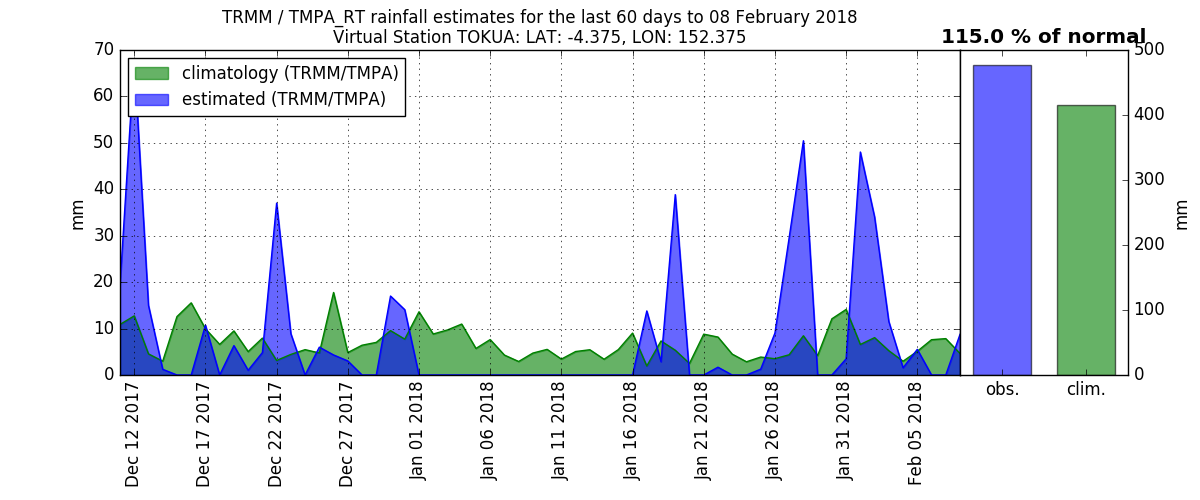 TRMM / TMPA_RT rainfall estimates for the last 60 days to 08 February 2018
Virtual Station TOKUA: LAT: -4.375, LON: 152.375
115.0 % of normal
climatology (TRMM/TMPA)
estimated (TRMM/TMPA)
mm
70
60
50
40
30
20
10
0
Dec 12 2017
Dec 17 2017
Dec 22 2017
Dec 27 2017
Jan 01 2018
Jan 06 2018
Jan 11 2018
Jan 16 2018
Jan 21 2018
Jan 26 2018
Jan 31 2018
Feb 05 2018
obs.
clim.
500
400
300
200
100
0
mm